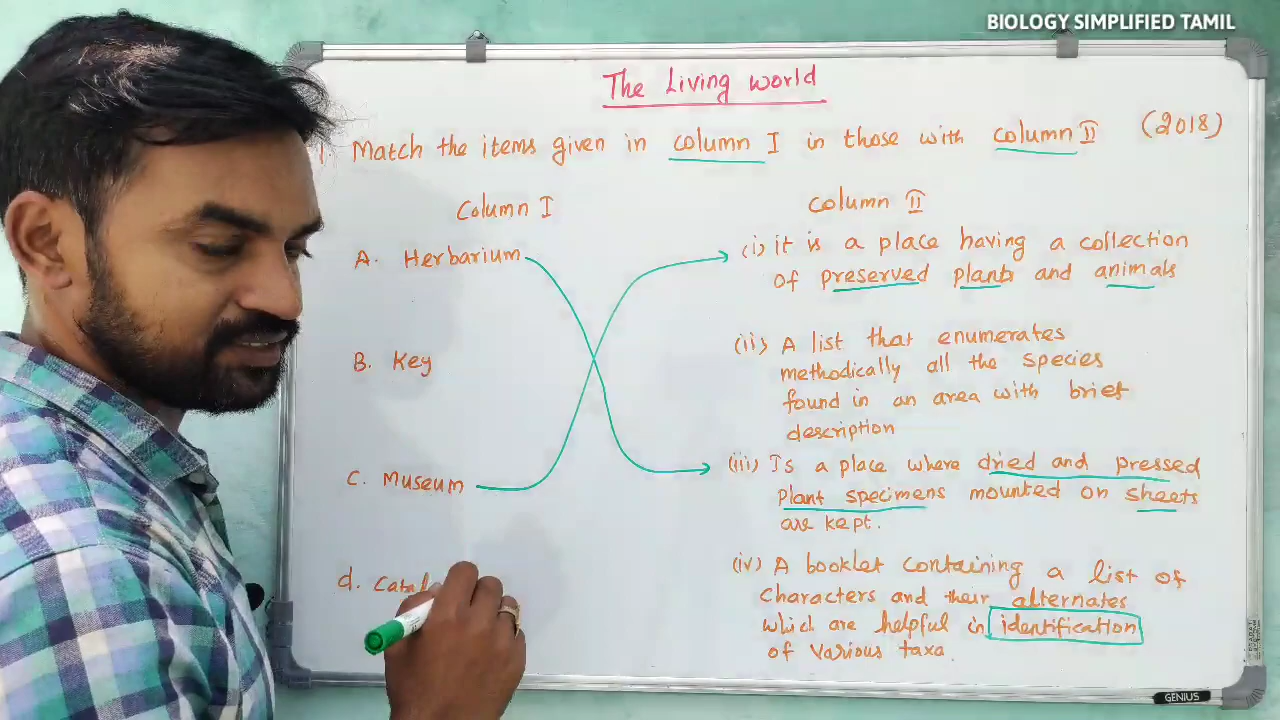 BIOLOGY SIMPLIFIED TAMIL
The Living world
1. Match the items given in column I in those with column II (2018)
Column I
column II
A. Herbarium
(i) it is a place having a collection
of preserved plants and animals
B. Key
(ii) A list that enumerates
methodically all the species
found in an area with brief
description
C. Museum
(iii) Is a place where dried and pressed
plant specimens mounted on sheets
are kept.
d.
(iv) A booklet containing a list of
characters and their alternates
which are helpful in identification
of various taxa.
GENIUS